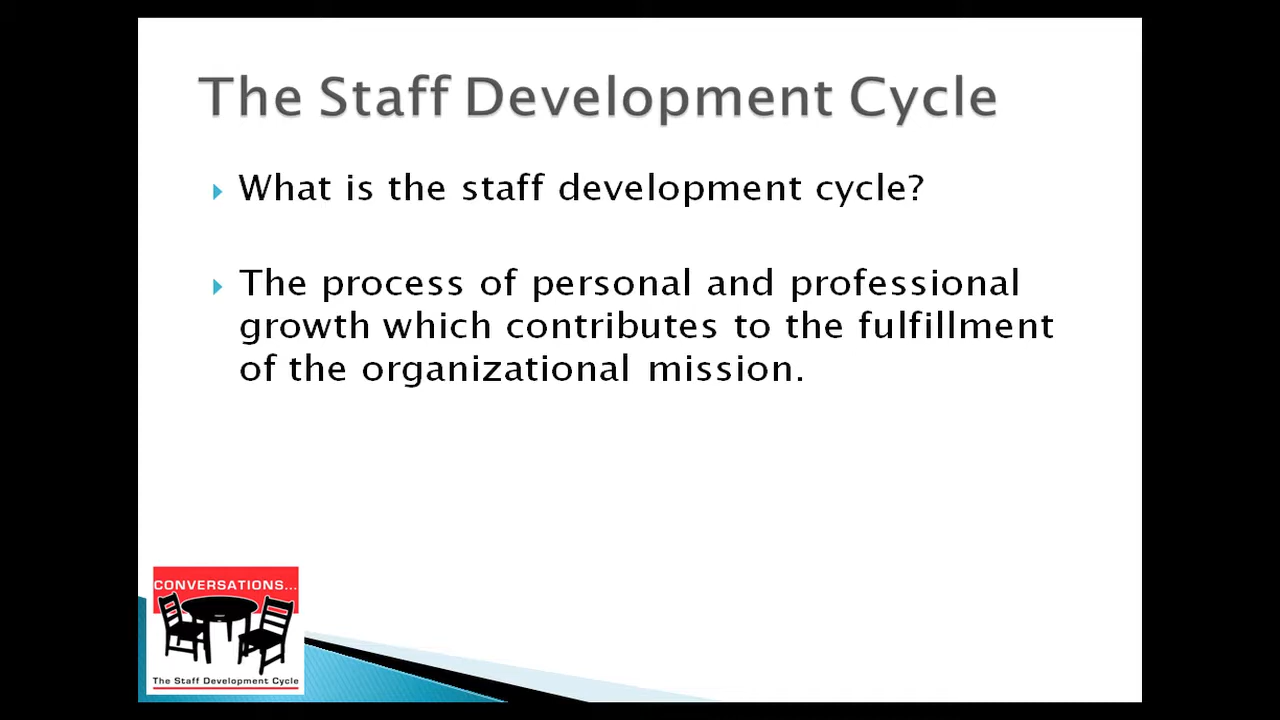 The Staff Development Cycle
What is the staff development cycle?
The process of personal and professional
growth which contributes to the fulfillment
of the organizational mission.
CONVERSATIONS...
The Staff Development Cycle